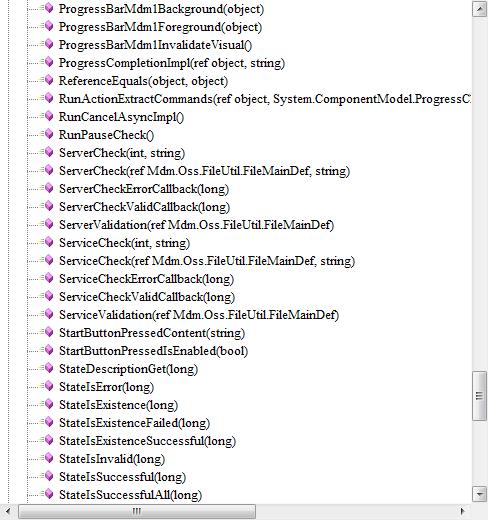 ProgressBarMdm1Background(object)
ProgressBarMdm1Foreground(object)
ProgressBarMdm1InvalidateVisual()
ProgressCompletionImpl(ref object, string)
ReferenceEquals(object, object)
RunActionExtractCommands(ref object, System.ComponentModel.ProgressC
RunCancelAsyncImpl()
RunPauseCheck()
ServerCheck(int, string)
ServerCheck(ref Mdm.Oss.FileUtil.FileMainDef, string)
ServerCheckErrorCallback(long)
ServerCheckValidCallback(long)
ServerValidation(ref Mdm.Oss.FileUtil.FileMainDef)
ServiceCheck(int, string)
ServiceCheck(ref Mdm.Oss.FileUtil.FileMainDef, string)
ServiceCheckErrorCallback(long)
ServiceCheckValidCallback(long)
ServiceValidation(ref Mdm.Oss.FileUtil.FileMainDef)
StartButtonPressedContent(string)
StartButtonPressedIsEnabled(bool)
StateDescriptionGet(long)
StateIsError(long)
StateIsExistence(long)
StateIsExistenceFailed(long)
StateIsExistenceSuccessful(long)
StateIsInvalid(long)
StateIsSuccessful(long)
StateIsSuccessfulAll(long)